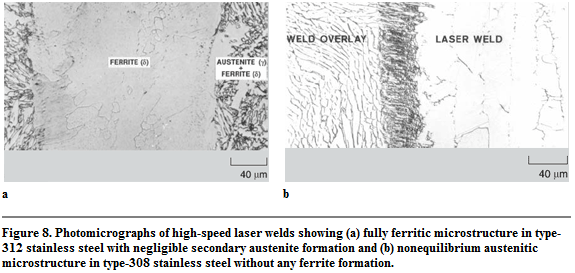 FERRITE (δ)
AUSTENITE (γ)
+
FERRITE (δ)
40 μm
a
WELD OVERLAY
LASER WELD
40 μm
b
Figure 8. Photomicrographs of high-speed laser welds showing (a) fully ferritic microstructure in type-
312 stainless steel with negligible secondary austenite formation and (b) nonequilibrium austenitic
microstructure in type-308 stainless steel without any ferrite formation.